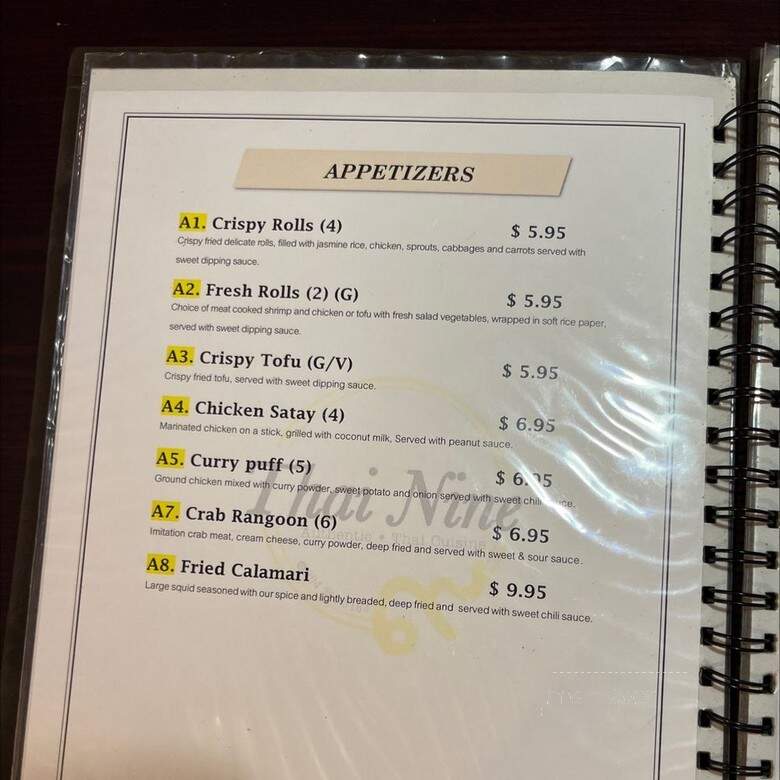 APPETIZERS
A1. Crispy Rolls (4) $ 5.95
Crispy fried delicate rolls, filled with jasmine rice, chicken, sprouts, cabbages and carrots served with
sweet dipping sauce.
A2. Fresh Rolls (2) (G) $ 5.95
Choice of meat cooked shrimp and chicken or tofu with fresh salad vegetables, wrapped in soft rice paper,
served with sweet dipping sauce.
A3. Crispy Tofu (G/V) $ 5.95
Crispy fried tofu, served with sweet dipping sauce.
A4. Chicken Satay (4) $ 6.95
Marinated chicken on a stick, grilled with coconut milk, Served with peanut sauce.
A5. Curry puff (5)
Ground chicken mixed with curry powder, sweet potato and onion served with sweet chili
Thai Nine
A7. Crab Rangoon (6) $ 6.95
Authentic • Thai Cuisine
Imitation crab meat, cream cheese, curry powder, deep fried and served with sweet & sour sauce.
A8. Fried Calamari $ 9.95
Large squid seasoned with our spice and lightly breaded, deep fried and served with sweet chili sauce.